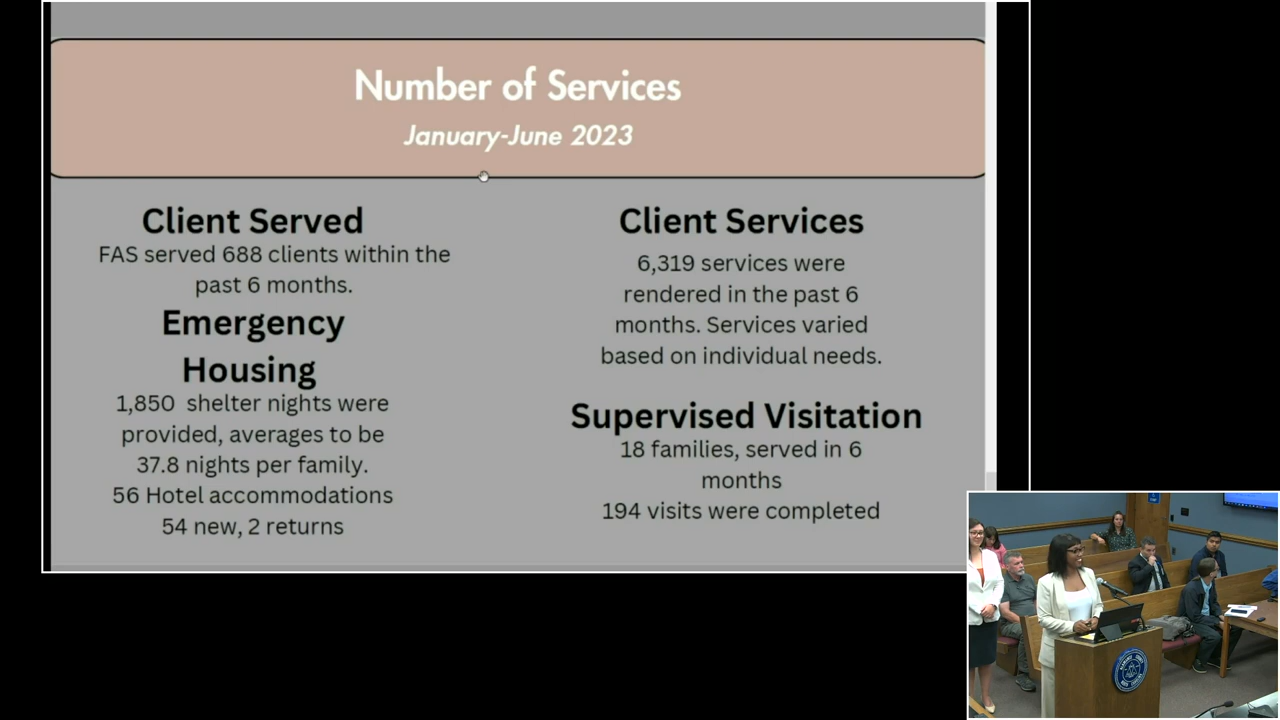 Number of Services
January-June 2023
Client Served
FAS served 688 clients within the
past 6 months.
Emergency
Housing
1,850 shelter nights were
provided, averages to be
37.8 nights per family.
56 Hotel accommodations
54 new, 2 returns
Client Services
6,319 services were
rendered in the past 6
months. Services varied
based on individual needs.
Supervised Visitation
18 families, served in 6
months
194 visits were completed